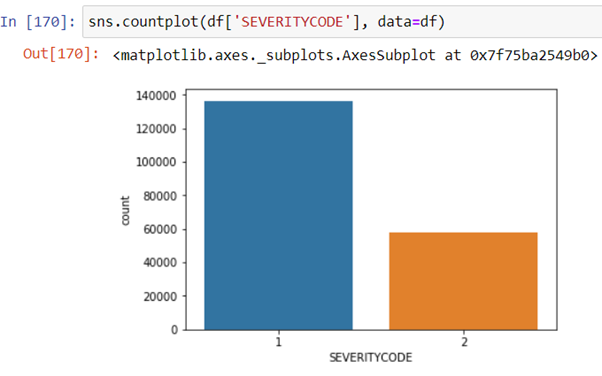 In [170]: sns.countplot(df['SEVERITYCODE'], data=df)
Out[170]: <matplotlib.axes._subplots.AxesSubplot at 0x7f75ba2549b0>
140000
120000
100000
80000
60000
40000
20000
0
count
1 2
SEVERITYCODE